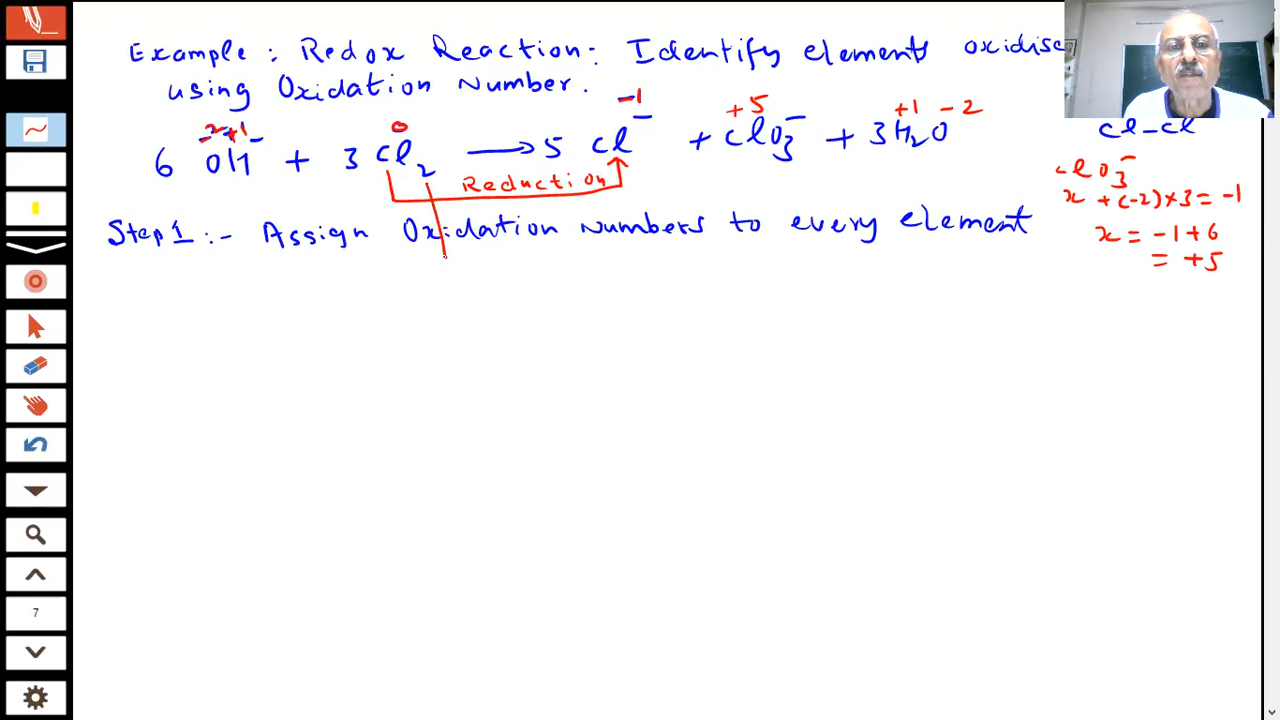 Example : Redox Reaction : Identify elements oxidise
using Oxidation Number.
-2 +1 0 -1 +5 +1 -2
6 OH⁻ + 3 Cl₂ → 5 Cl⁻ + ClO₃⁻ + 3H₂O
Cl-Cl
Reduction
ClO₃⁻
x + (-2)×3 = -1
x = -1+6
= +5
Step 1 :- Assign Oxidation Numbers to every element
7